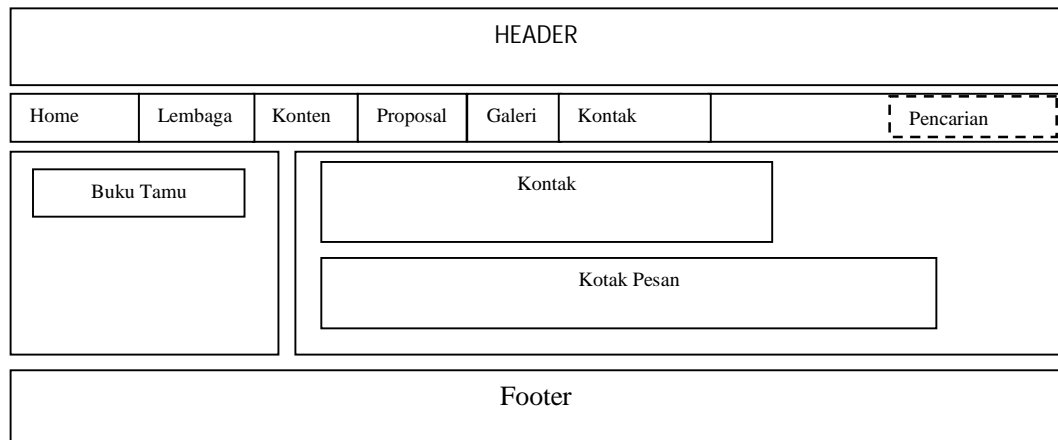 HEADER
Home Lembaga Konten Proposal Galeri Kontak Pencarian
Buku Tamu
Kontak
Kotak Pesan
Footer